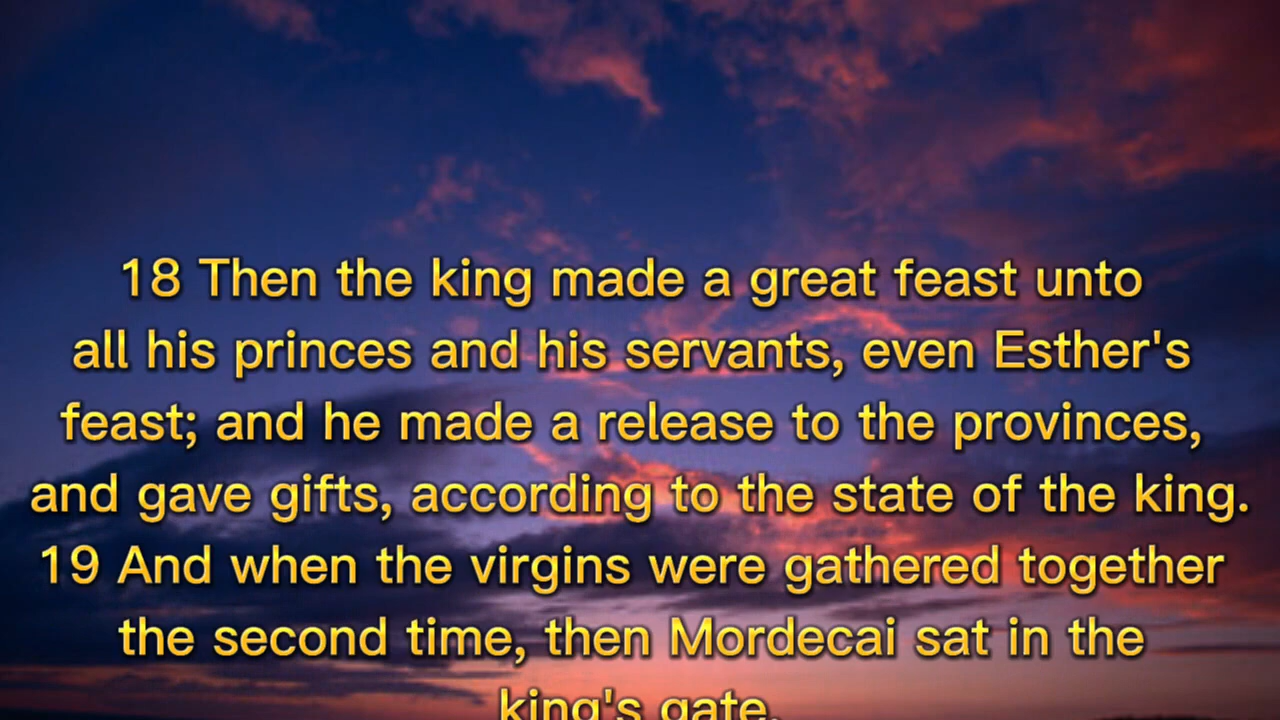 18 Then the king made a great feast unto
all his princes and his servants, even Esther's
feast; and he made a release to the provinces,
and gave gifts, according to the state of the king.
19 And when the virgins were gathered together
the second time, then Mordecai sat in the
king's gate.